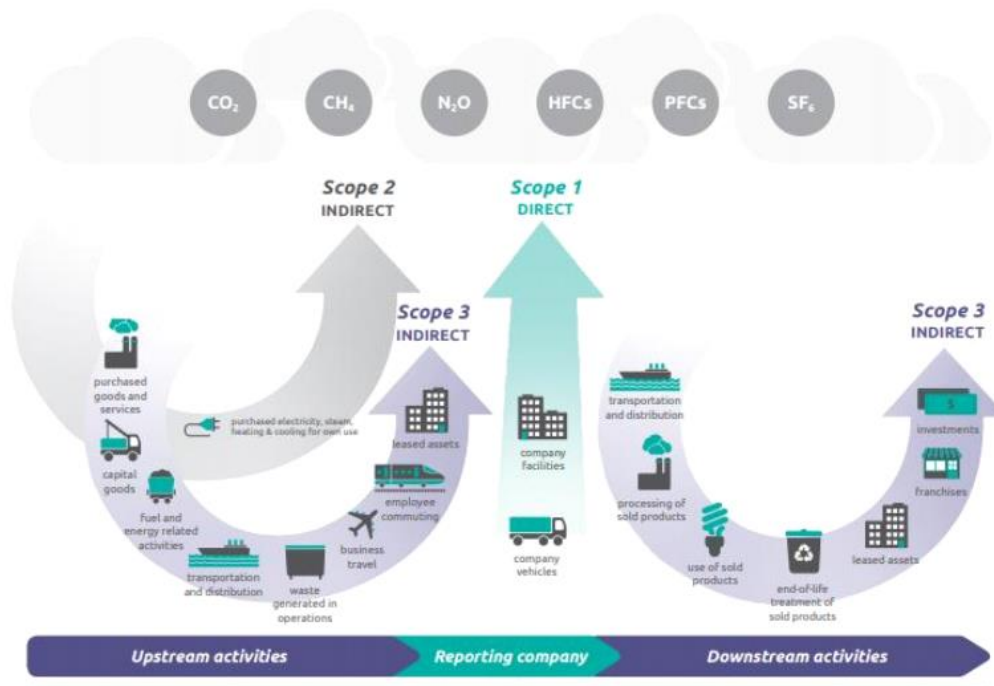 CO₂
CH₄
N₂O
HFCs
PFCs
SF₆
Scope 2
INDIRECT
Scope 1
DIRECT
Scope 3
INDIRECT
Scope 3
INDIRECT
purchased
goods and
services
capital
goods
fuel and
energy related
activities
transportation
and distribution
waste
generated in
operations
business
travel
employee
commuting
leased assets
purchased electricity, steam,
heating & cooling for own use
company
facilities
company
vehicles
transportation
and distribution
processing of
sold products
use of sold
products
end-of-life
treatment of
sold products
leased assets
franchises
$
investments
Upstream activities
Reporting company
Downstream activities